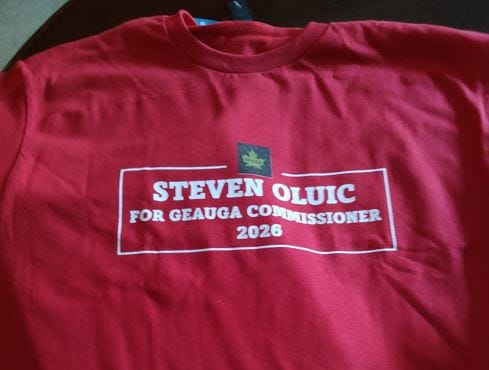 STEVEN OLUIC
FOR GEAUGA COMMISSIONER
2026